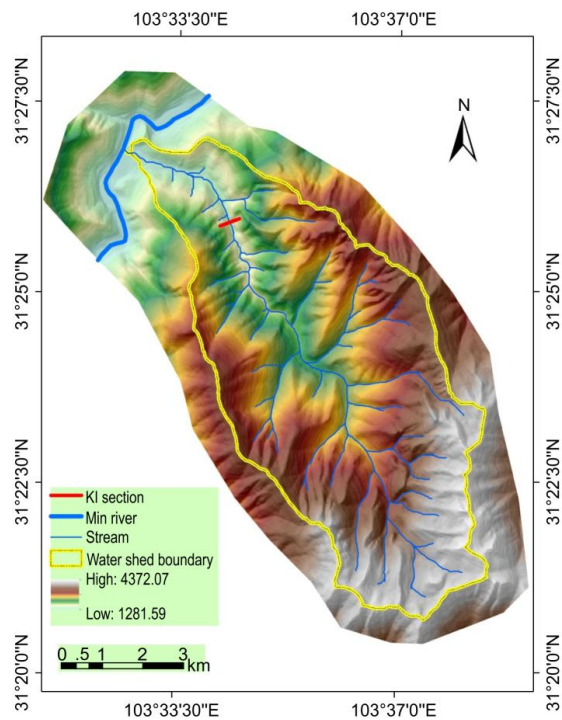 103°33'30"E 103°37'0"E
31°27'30"N 31°27'30"N
N
31°25'0"N 31°25'0"N
31°22'30"N 31°22'30"N
KI section
Min river
Stream
Water shed boundary
High: 4372.07
Low: 1281.59
0 .5 1 2 3
km
31°20'0"N 31°20'0"N
103°33'30"E 103°37'0"E